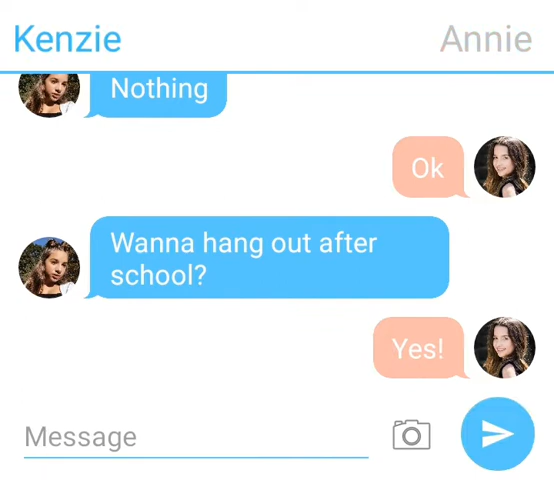 Kenzie Annie
Nothing
Ok
Wanna hang out after
school?
Yes!
Message